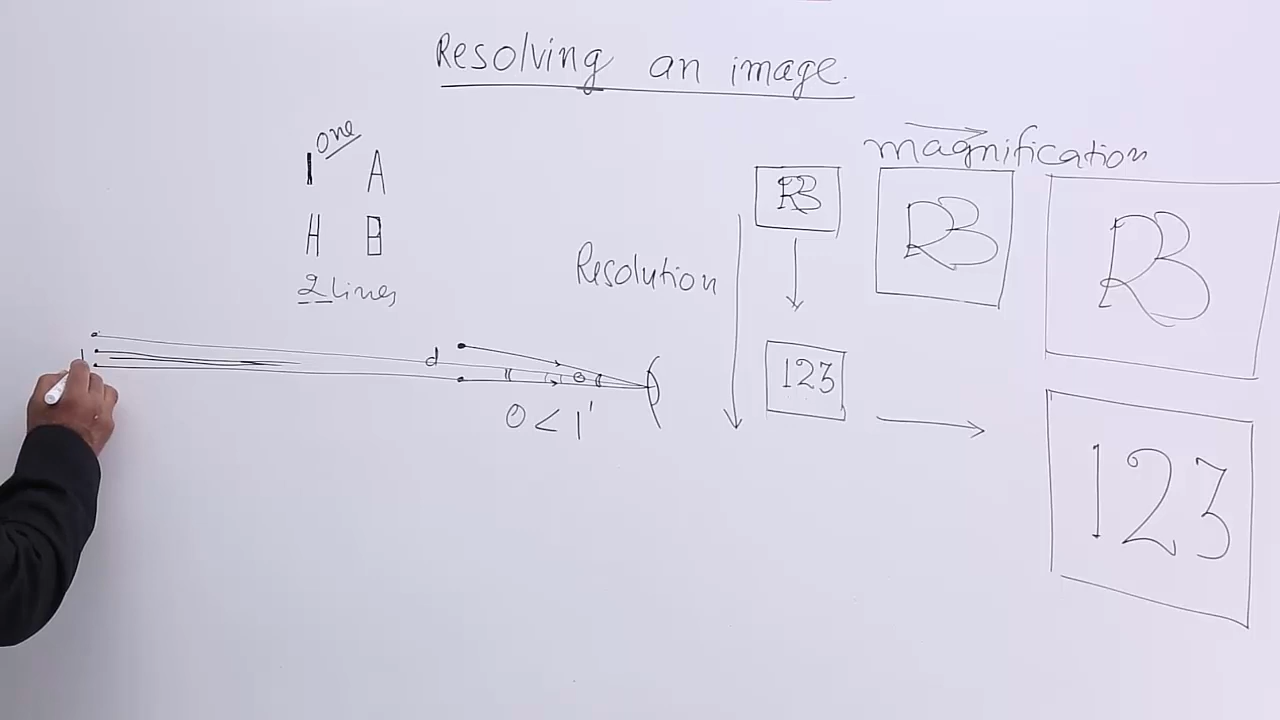 Resolving an image.
one
I A
H B
2 Lines
magnification
RB RB RB
Resolution
123
123
d
θ
θ < 1'